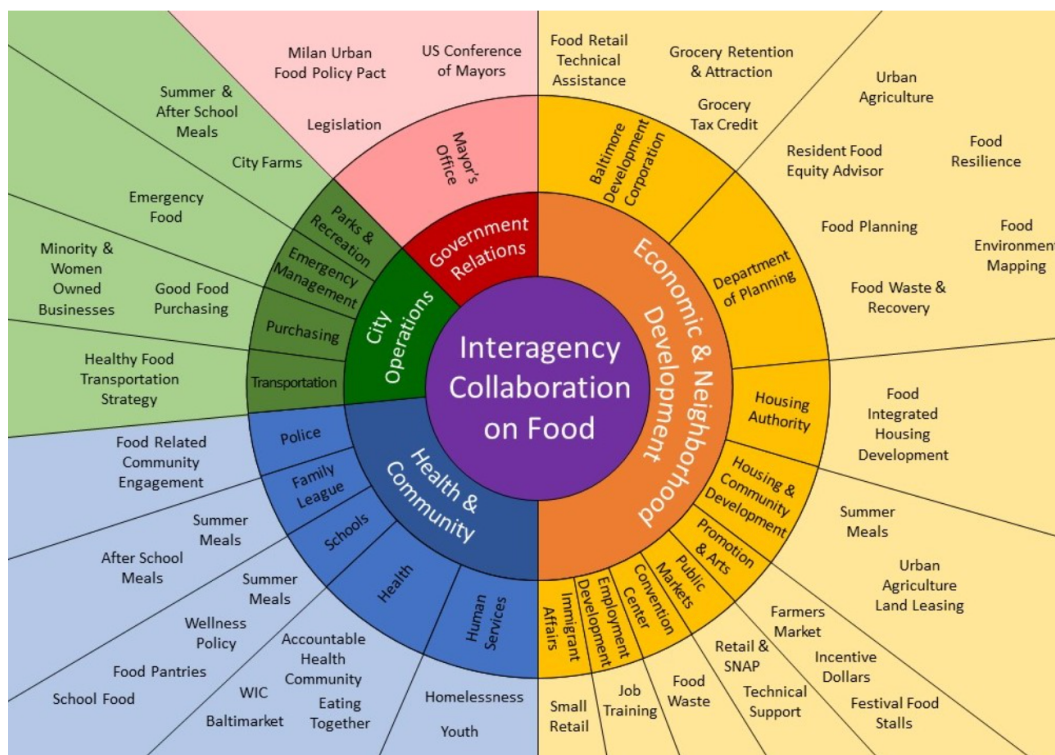 Interagency
Collaboration
on Food
Government
Relations
Mayor's
Office
Milan Urban
Food Policy Pact
US Conference
of Mayors
Legislation
Economic & Neighborhood
Development
Baltimore
Development
Corporation
Food Retail
Technical
Assistance
Grocery Retention
& Attraction
Grocery
Tax Credit
Department
of Planning
Urban
Agriculture
Food
Resilience
Resident Food
Equity Advisor
Food Planning
Food
Environment
Mapping
Food Waste &
Recovery
Housing
Authority
Food
Integrated
Housing
Development
Housing &
Community
Development
Summer
Meals
Urban
Agriculture
Land Leasing
Promotion
& Arts
Farmers
Market
Incentive
Dollars
Festival Food
Stalls
Public
Markets
Retail &
SNAP
Technical
Support
Convention
Center
Food
Waste
Employment
Development
Job
Training
Immigrant
Affairs
Small
Retail
Health &
Community
Human
Services
Homelessness
Youth
Health
Accountable
Health
Community
WIC
Baltimarket
Eating
Together
Schools
Summer
Meals
Wellness
Policy
Food Pantries
School Food
Family
League
Summer
Meals
After School
Meals
Police
Food Related
Community
Engagement
City
Operations
Transportation
Healthy Food
Transportation
Strategy
Purchasing
Minority &
Women
Owned
Businesses
Good Food
Purchasing
Emergency
Management
Emergency
Food
Parks &
Recreation
Summer &
After School
Meals
City Farms